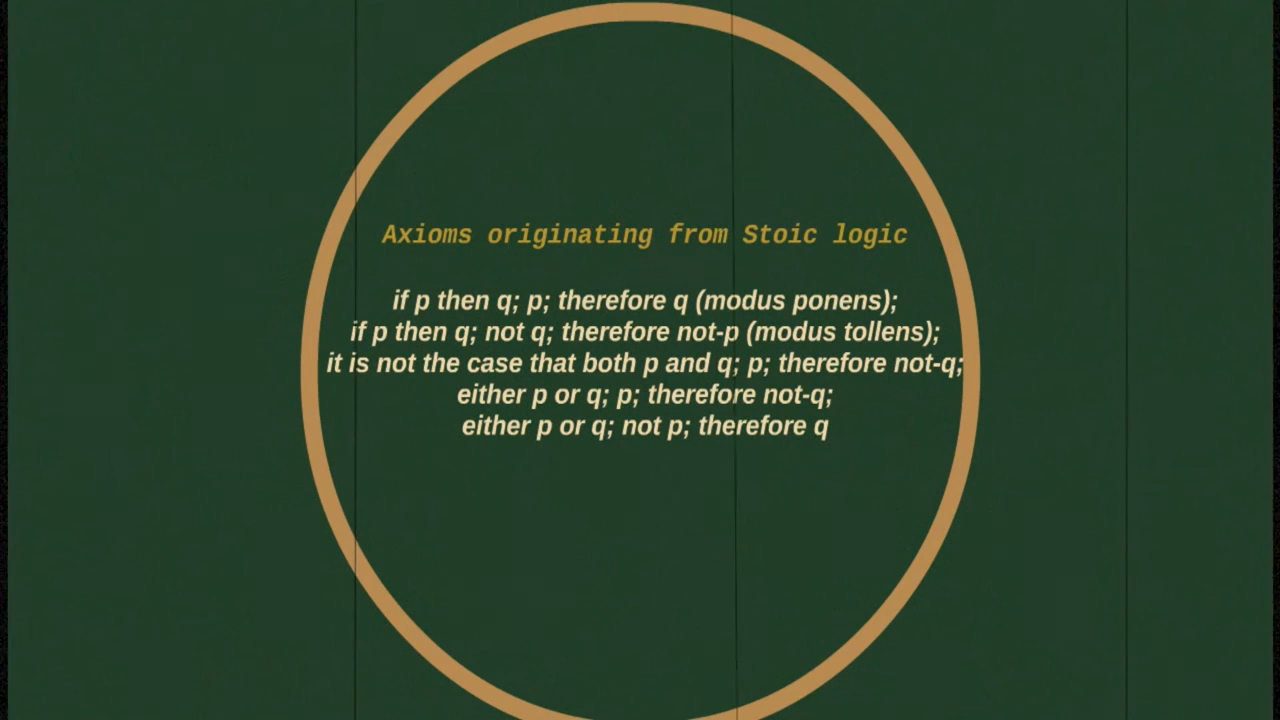 Axioms originating from Stoic logic
if p then q; p; therefore q (modus ponens);
if p then q; not q; therefore not-p (modus tollens);
it is not the case that both p and q; p; therefore not-q;
either p or q; p; therefore not-q;
either p or q; not p; therefore q